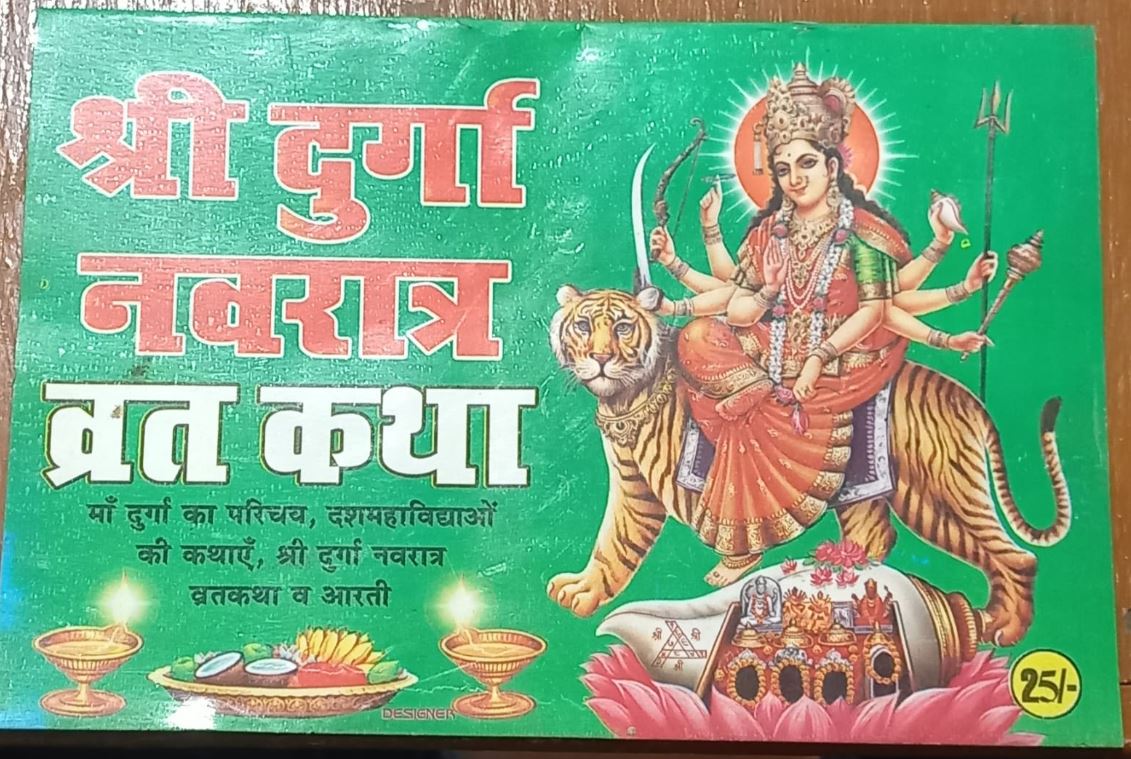 श्री दुर्गा
नवरात्र
व्रत कथा
माँ दुर्गा का परिचय, दशमहाविद्याओं
की कथाएँ, श्री दुर्गा नवरात्र
व्रतकथा व आरती
श्री श्री
श्री
DESIGNER
25/-